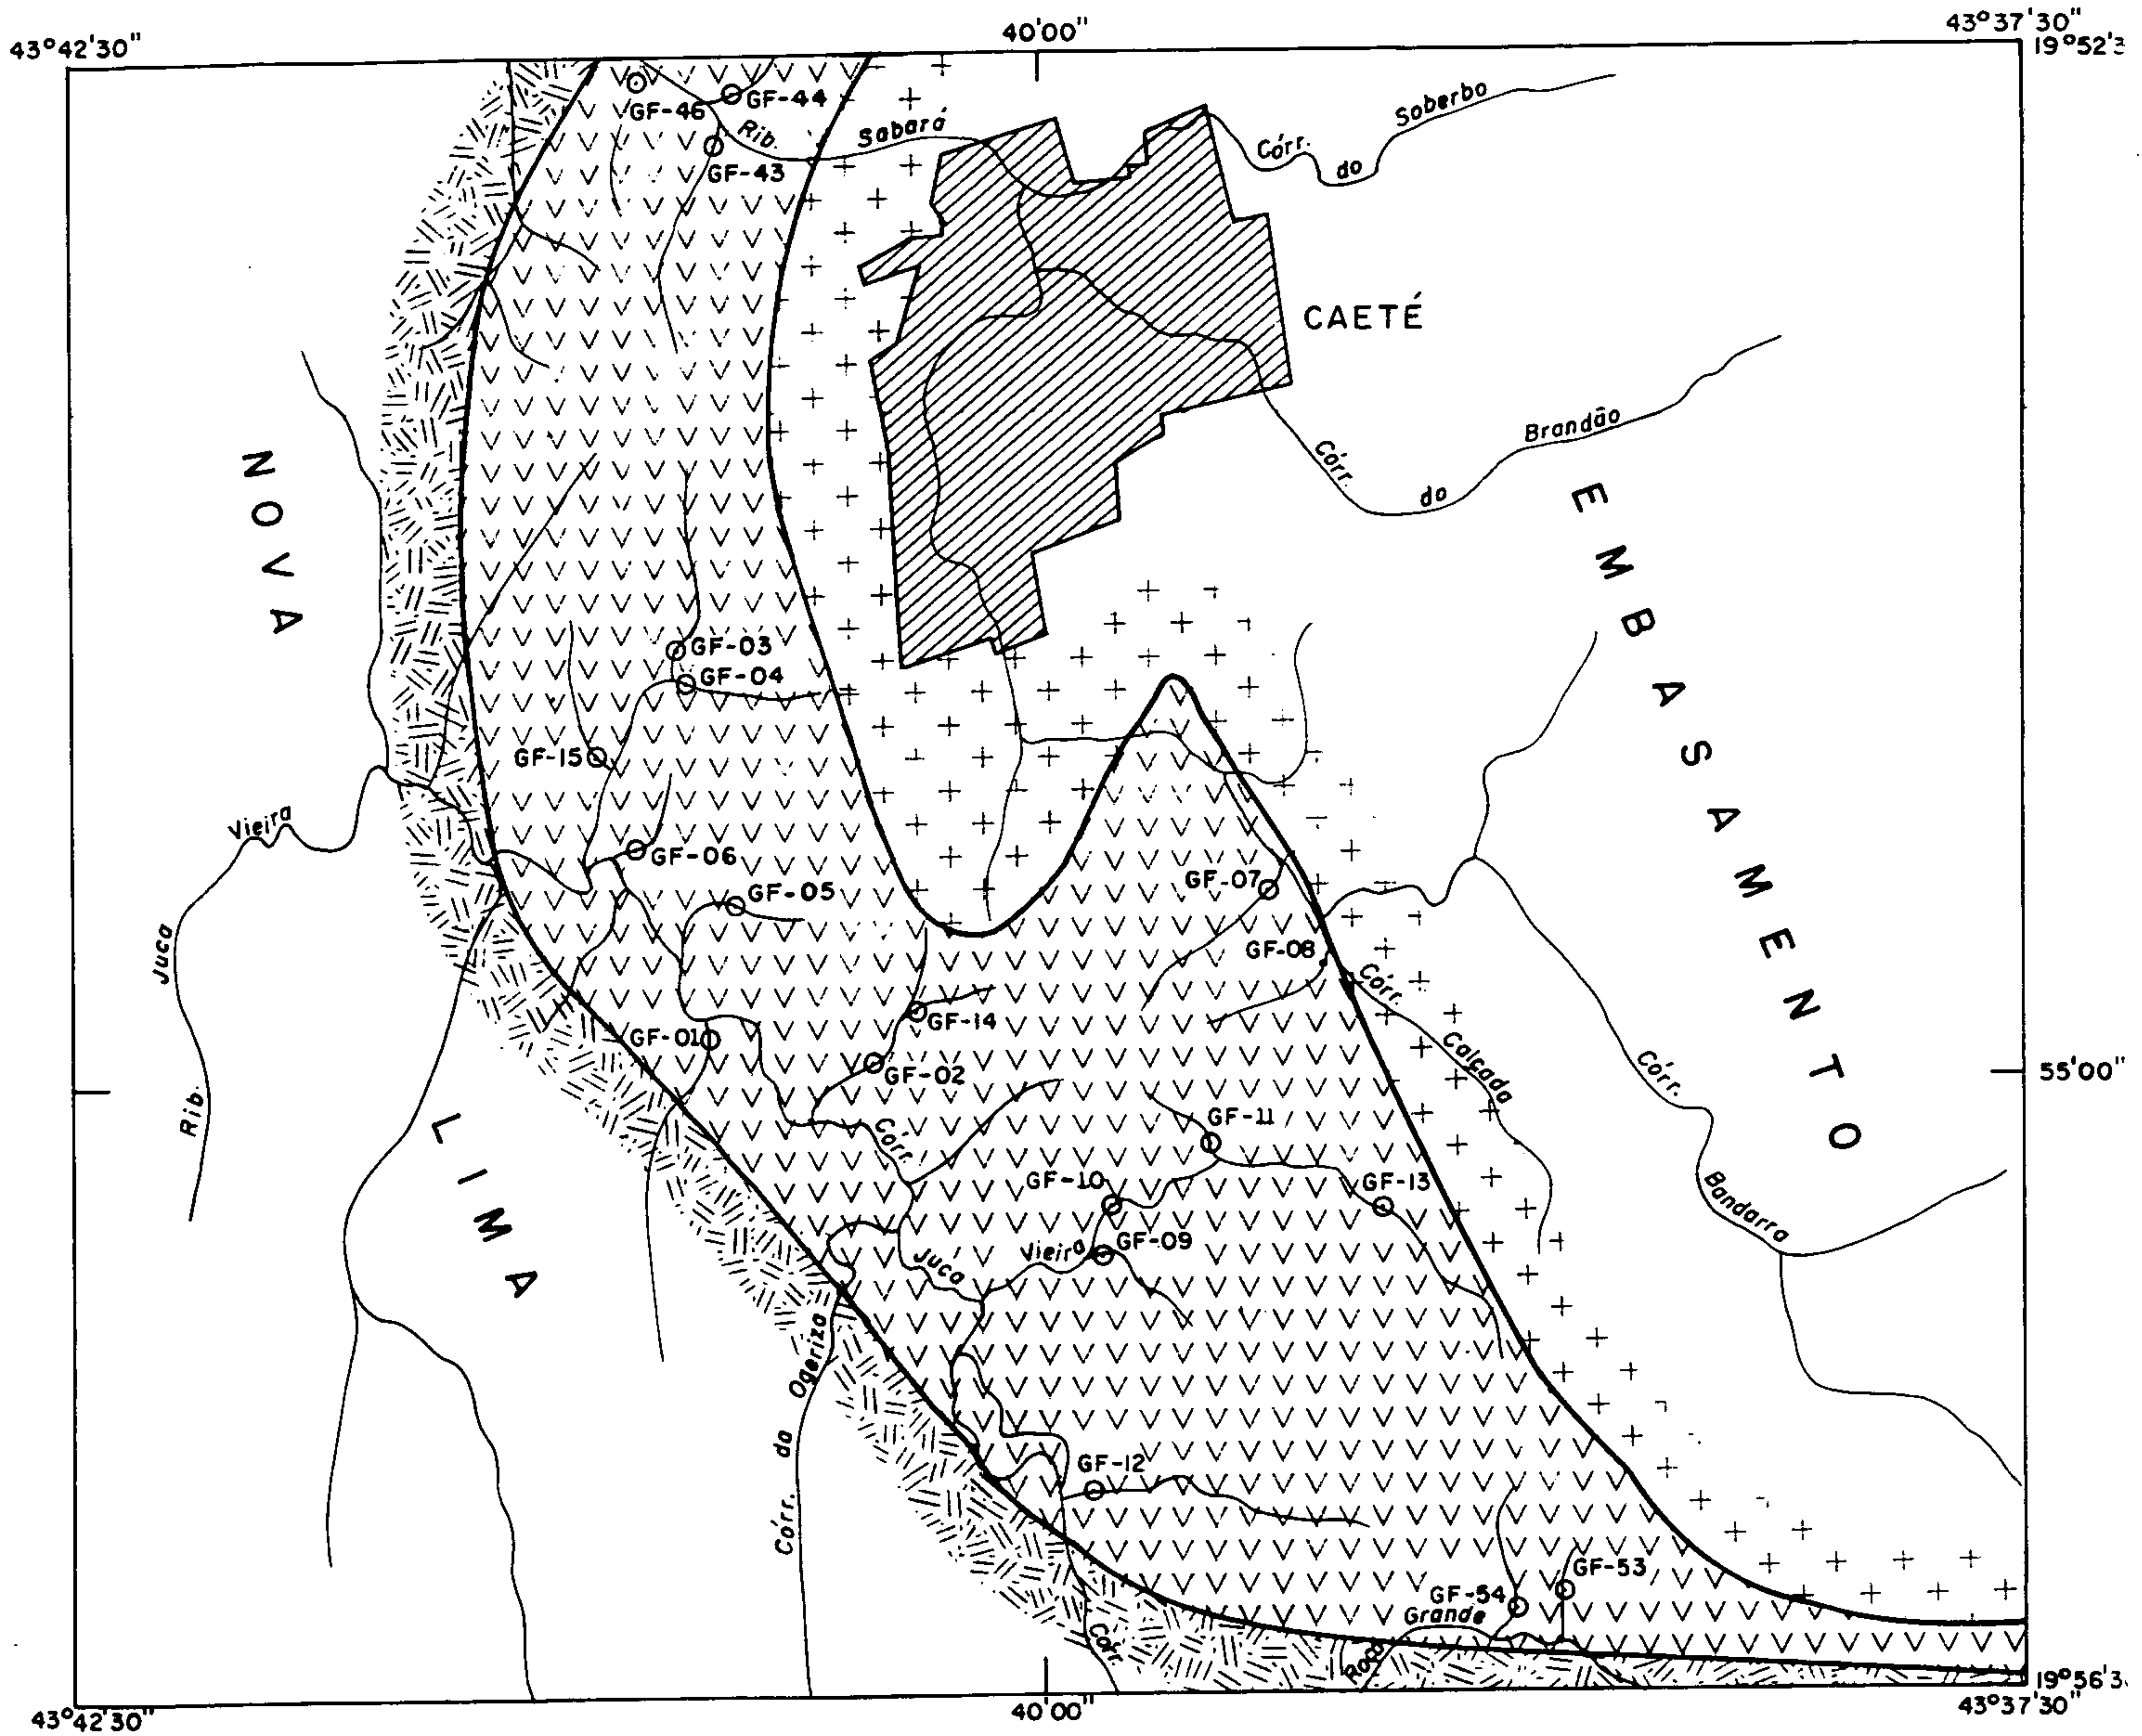 43°42'30"
40'00"
43°37'30"
19°52'3
GF-46
GF-44
GF-43
Rib. Sabará
Córr. do Soberbo
CAETÉ
Córr. do Brandão
NOVA
EMBASAMENTO
GF-03
GF-04
GF-15
Vieira
GF-06
GF-05
GF-07
GF-08
Juca
Rib.
GF-14
GF-01
GF-02
Córr. Calçada
Córr.
55'00"
LIMA
GF-11
Córr.
GF-10
GF-13
Bandarra
GF-09
Vieira
Juca
Ogeriza
da
Córr.
GF-12
GF-53
GF-54
Grande
Roça
Córr.
19°56'3
43°42'30"
40'00"
43°37'30"